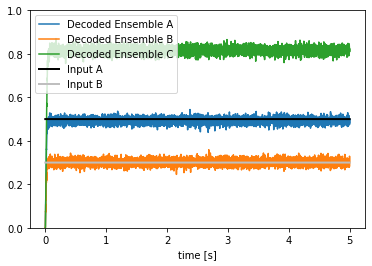 1.0
0.8
0.6
0.4
0.2
0.0
Decoded Ensemble A
Decoded Ensemble B
Decoded Ensemble C
Input A
Input B
0 1 2 3 4 5
time [s]